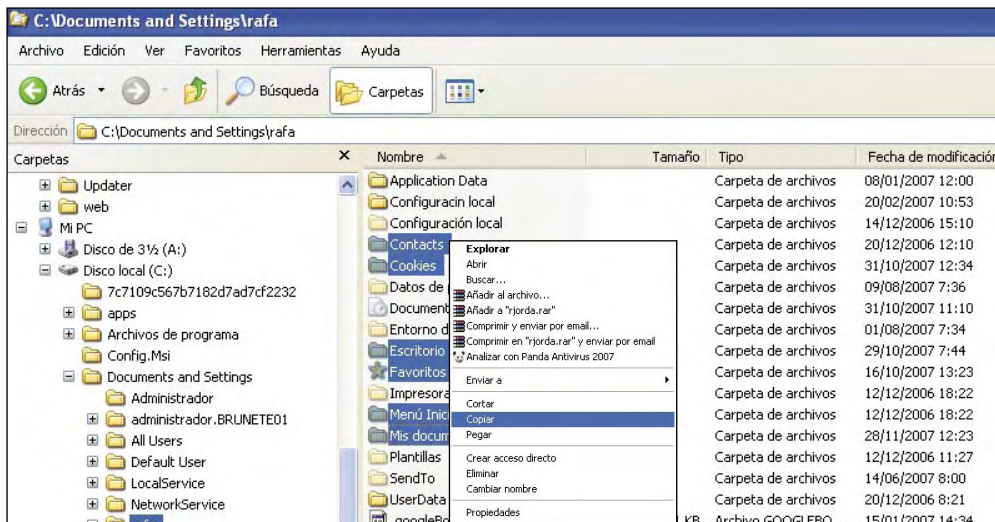 C:\Documents and Settings\rafa
Archivo Edición Ver Favoritos Herramientas Ayuda
Atrás Búsqueda Carpetas
Dirección C:\Documents and Settings\rafa
Carpetas
Updater
web
Mi PC
Disco de 3½ (A:)
Disco local (C:)
7c7109c567b7182d7ad7cf2232
apps
Archivos de programa
Config.Msi
Documents and Settings
Administrador
administrador.BRUNETE01
All Users
Default User
LocalService
NetworkService
Nombre Tamaño Tipo Fecha de modificación
Application Data Carpeta de archivos 08/01/2007 12:00
Configuracin local Carpeta de archivos 20/02/2007 10:53
Configuración local Carpeta de archivos 14/12/2006 15:10
Contacts Carpeta de archivos 20/12/2006 12:10
Cookies Carpeta de archivos 31/10/2007 12:34
Datos de Carpeta de archivos 09/08/2007 7:36
Document Carpeta de archivos 31/10/2007 11:10
Entorno d Carpeta de archivos 01/08/2007 7:34
Escritorio Carpeta de archivos 29/10/2007 7:44
Favoritos Carpeta de archivos 16/10/2007 13:23
Impresora Carpeta de archivos 12/12/2006 18:22
Menú Inic Carpeta de archivos 12/12/2006 18:22
Mis docum Carpeta de archivos 28/11/2007 12:23
Plantillas Carpeta de archivos 12/12/2006 11:27
SendTo Carpeta de archivos 14/06/2007 8:00
UserData Carpeta de archivos 20/12/2006 8:21
.googleBo KB Archivo GOOGLEBO... 15/01/2007 14:34
Explorar
Abrir
Buscar...
Añadir al archivo...
Añadir a "rjorda.rar"
Comprimir y enviar por email...
Comprimir en "rjorda.rar" y enviar por email
Analizar con Panda Antivirus 2007
Enviar a
Cortar
Copiar
Pegar
Crear acceso directo
Eliminar
Cambiar nombre
Propiedades